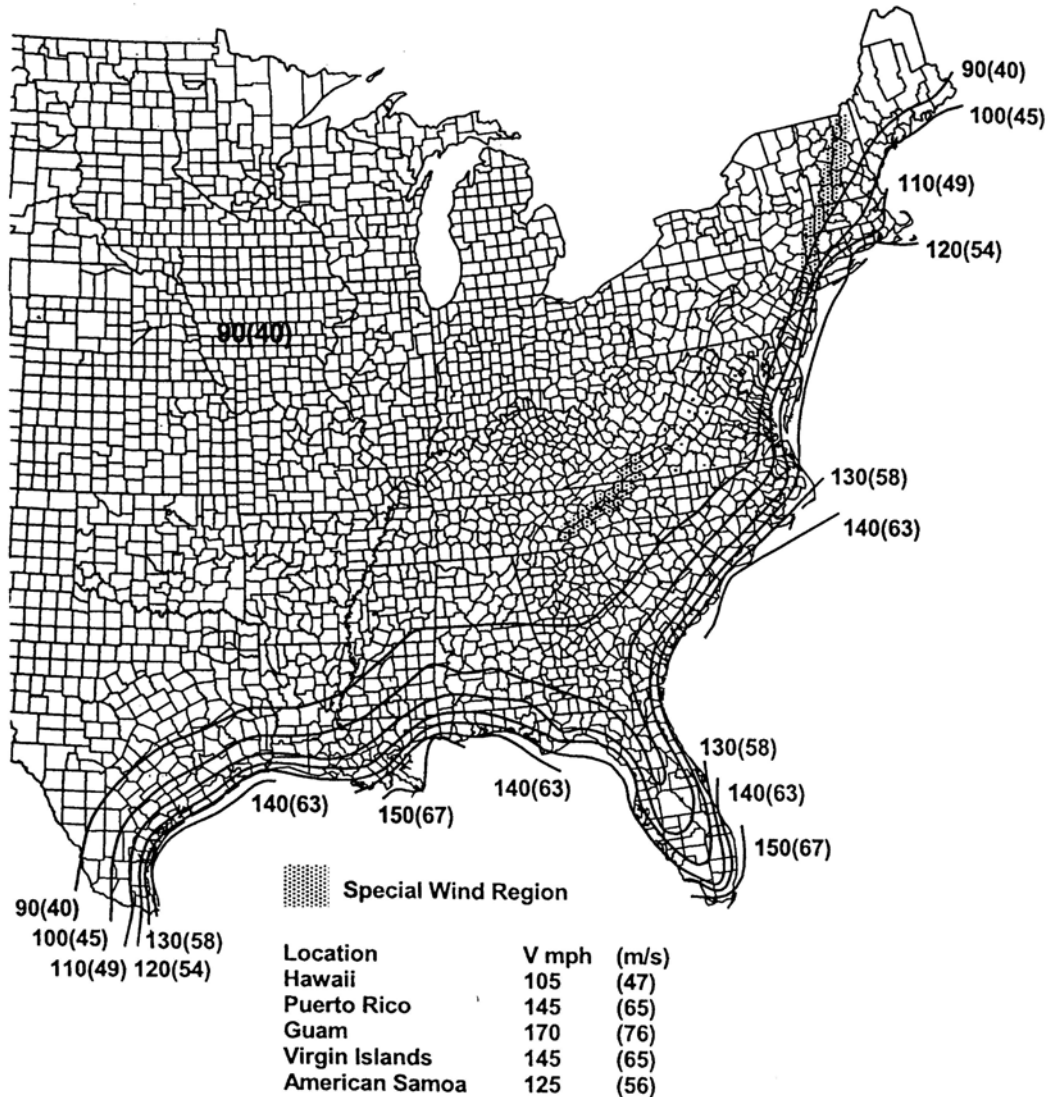 90(40)
100(45)
110(49)
120(54)
90(40)
130(58)
140(63)
130(58)
140(63)
140(63)
140(63)
150(67)
150(67)
Special Wind Region
90(40)
100(45)
130(58)
110(49) 120(54)
Location V mph (m/s)
Hawaii 105 (47)
Puerto Rico 145 (65)
Guam 170 (76)
Virgin Islands 145 (65)
American Samoa 125 (56)